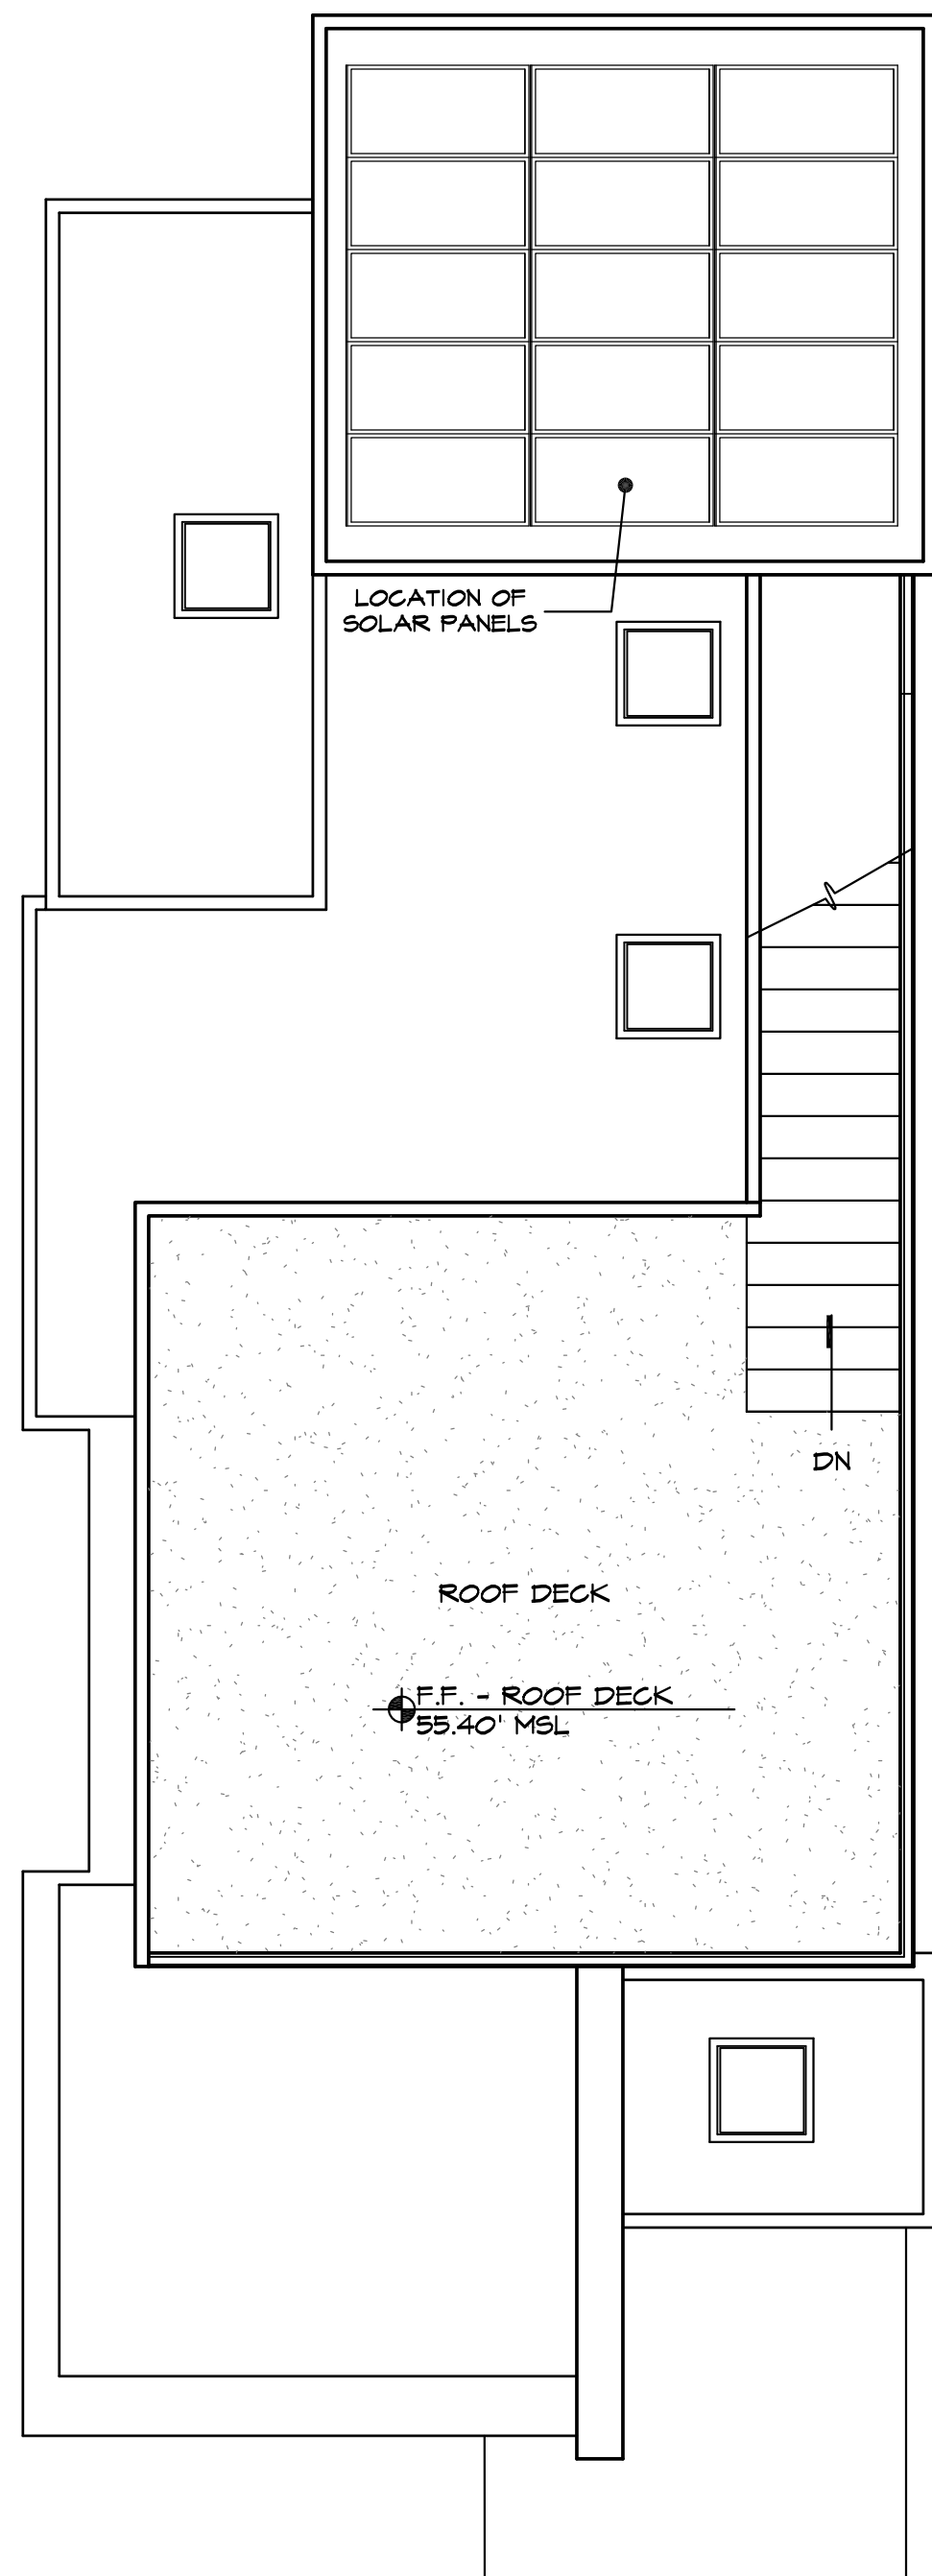 LOCATION OF
SOLAR PANELS
DN
ROOF DECK
F.F. - ROOF DECK
55.40' MSL